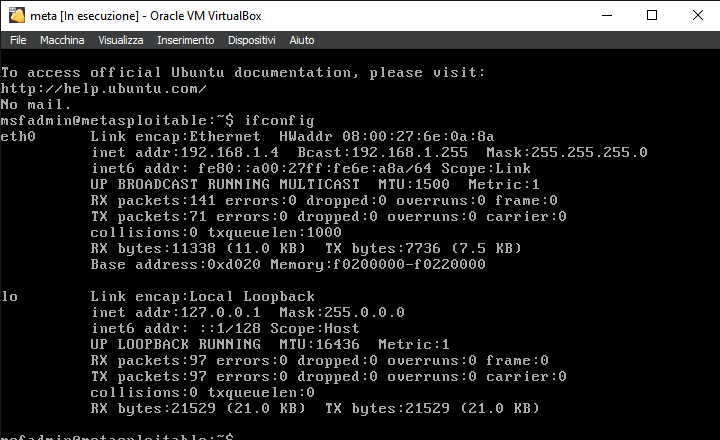 meta [In esecuzione] - Oracle VM VirtualBox
File Macchina Visualizza Inserimento Dispositivi Aiuto
To access official Ubuntu documentation, please visit:
http://help.ubuntu.com/
No mail.
msfadmin@metasploitable:~$ ifconfig
eth0      Link encap:Ethernet  HWaddr 08:00:27:6e:0a:8a
          inet addr:192.168.1.4  Bcast:192.168.1.255  Mask:255.255.255.0
          inet6 addr: fe80::a00:27ff:fe6e:a8a/64 Scope:Link
          UP BROADCAST RUNNING MULTICAST  MTU:1500  Metric:1
          RX packets:141 errors:0 dropped:0 overruns:0 frame:0
          TX packets:71 errors:0 dropped:0 overruns:0 carrier:0
          collisions:0 txqueuelen:1000
          RX bytes:11338 (11.0 KB)  TX bytes:7736 (7.5 KB)
          Base address:0xd020 Memory:f0200000-f0220000
lo        Link encap:Local Loopback
          inet addr:127.0.0.1  Mask:255.0.0.0
          inet6 addr: ::1/128 Scope:Host
          UP LOOPBACK RUNNING  MTU:16436  Metric:1
          RX packets:97 errors:0 dropped:0 overruns:0 frame:0
          TX packets:97 errors:0 dropped:0 overruns:0 carrier:0
          collisions:0 txqueuelen:0
          RX bytes:21529 (21.0 KB)  TX bytes:21529 (21.0 KB)
msfadmin@metasploitable:~$